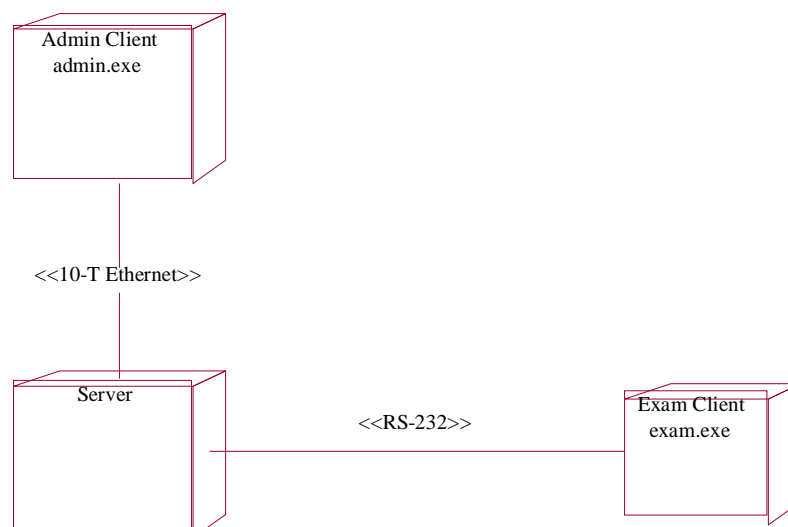 Admin Client
admin.exe
<<10-T Ethernet>>
Server
<<RS-232>>
Exam Client
exam.exe